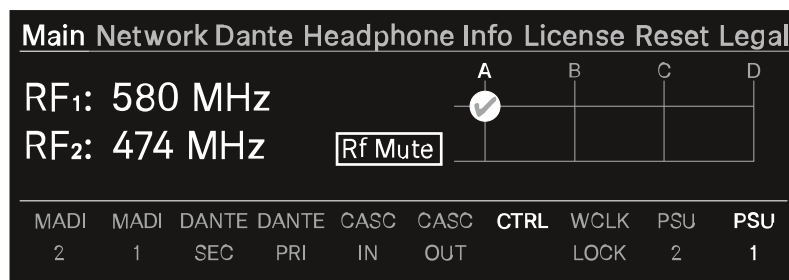 Main Network Dante Headphone Info License Reset Legal
A B C D
RF1: 580 MHz
RF2: 474 MHz Rf Mute
MADI MADI DANTE DANTE CASC CASC CTRL WCLK PSU PSU
2 1 SEC PRI IN OUT LOCK 2 1